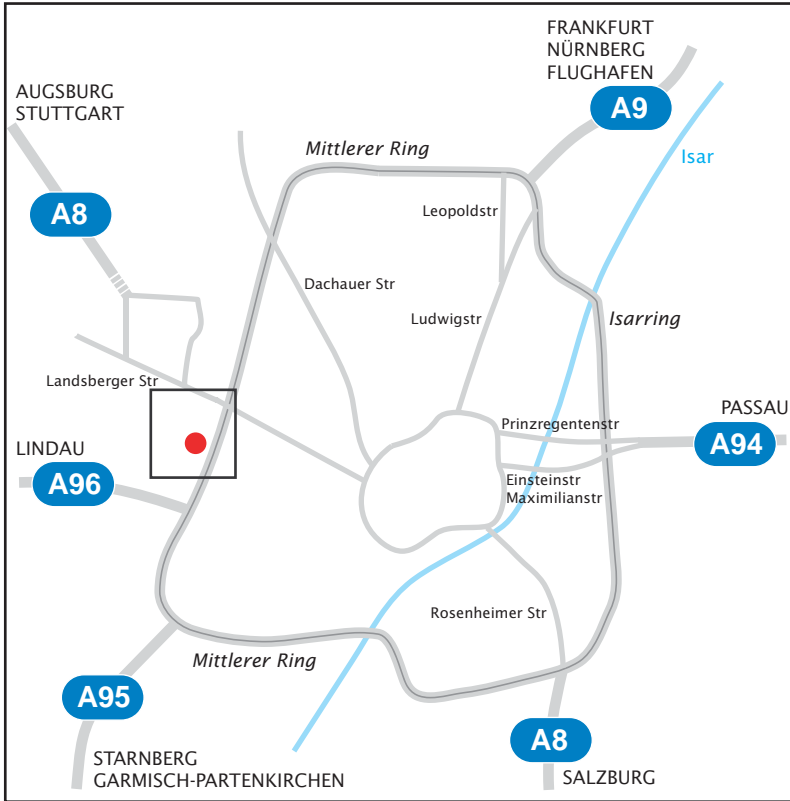 FRANKFURT
NÜRNBERG
FLUGHAFEN
A9
AUGSBURG
STUTTGART
A8
Mittlerer Ring
Isar
Leopoldstr
Dachauer Str
Ludwigstr
Isarring
Landsberger Str
Prinzregentenstr
PASSAU
A94
LINDAU
A96
Einsteinstr
Maximilianstr
Rosenheimer Str
Mittlerer Ring
A95
A8
STARNBERG
GARMISCH-PARTENKIRCHEN
SALZBURG